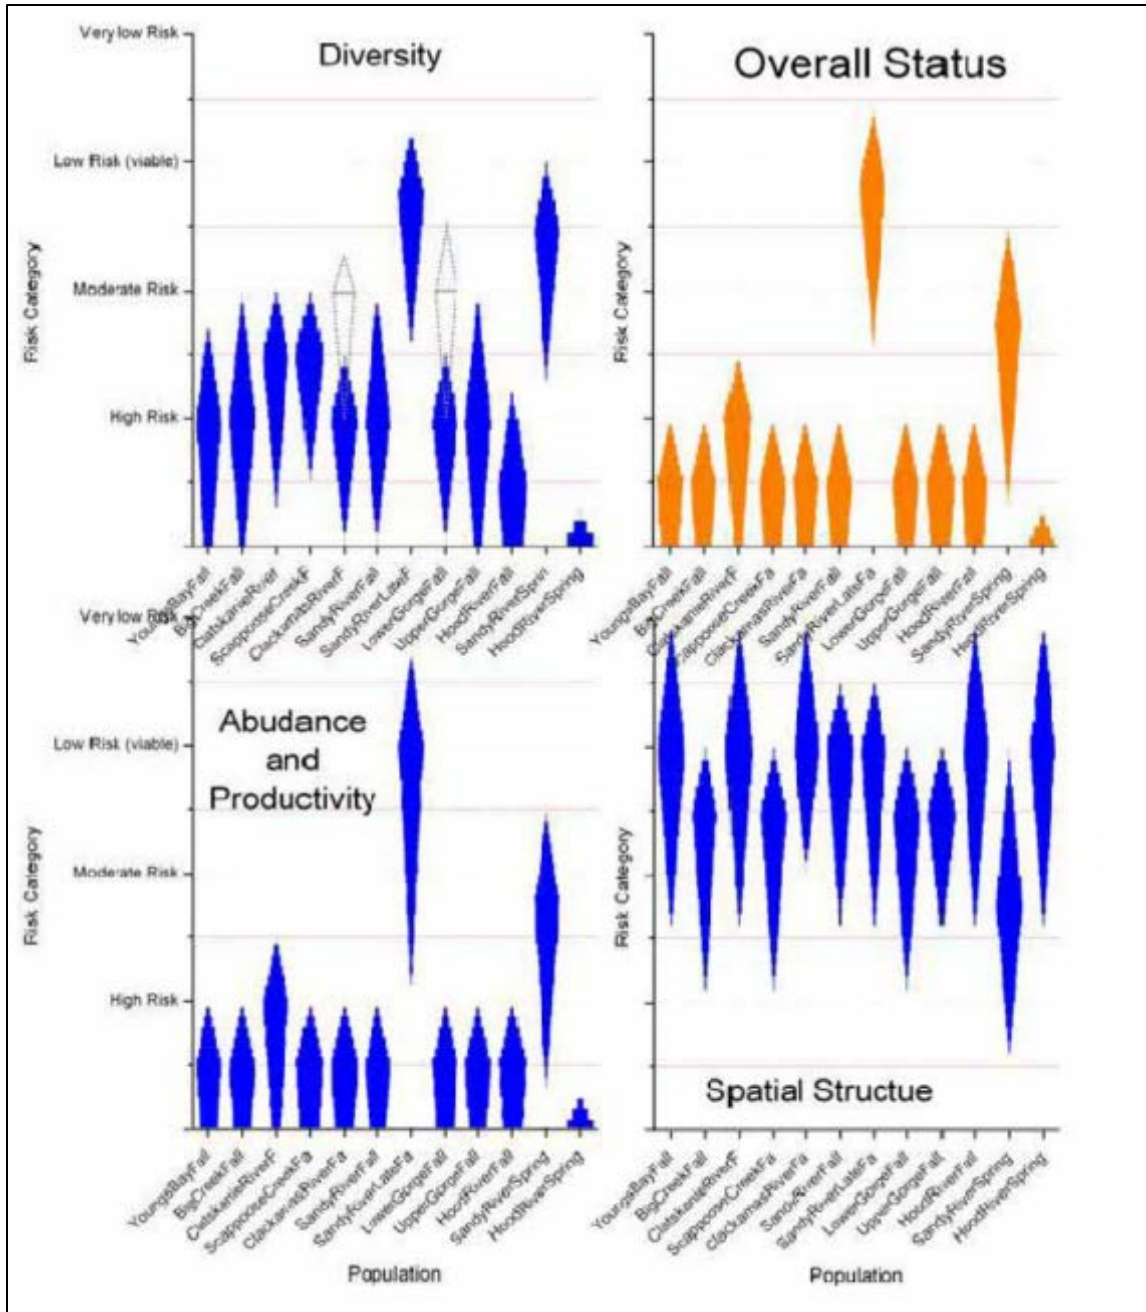 Diversity
Very low Risk
Low Risk (viable)
Moderate Risk
High Risk
Risk Category
YoungsBayFall
BigCreekFall
ClatskanieRiver
ScappooseCreekF
ClackamasRiverF
SandyRiverFall
SandyRiverLateF
LowerGorgeFall
UpperGorgeFall
HoodRiverFall
SandyRiverSprin
HoodRiverSpring
Overall Status
Risk Category
YoungsBayFall
BigCreekFall
ClatskanieRiverF
ScappooseCreekFa
ClackamasRiverFa
SandyRiverFall
SandyRiverLateFa
LowerGorgeFall
UpperGorgeFall
HoodRiverFall
SandyRiverSpring
HoodRiverSpring
Very low Risk
Low Risk (viable)
Moderate Risk
High Risk
Risk Category
Abudance
and
Productivity
YoungsBayFall
BigCreekFall
ClatskanieRiverF
ScappooseCreekFa
ClackamasRiverFa
SandyRiverFall
SandyRiverLateFa
LowerGorgeFall
UpperGorgeFall
HoodRiverFall
SandyRiverSpring
HoodRiverSpring
Population
Risk Category
Spatial Structue
YoungsBayFall
BigCreekFall
ClatskanieRiverF
ScappooseCreekFa
ClackamasRiverFa
SandyRiverFall
SandyRiverLateFa
LowerGorgeFall
UpperGorgeFall
HoodRiverFall
SandyRiverSpring
HoodRiverSpring
Population